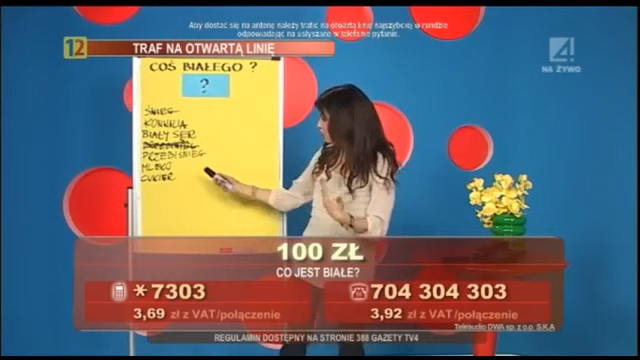 Aby dostać się na antenę należy trafić na otwartą linię najszybciej w rundzie
odpowiadając na usłyszane w telefonie pytanie.
12
TRAF NA OTWARTĄ LINIĘ
4
NA ŻYWO
COŚ BIAŁEGO ?
?
ŚNIEG
KOKAINA
BIAŁY SER
PRZEBIŚNIEG
MLEKO
CUKIER
100 ZŁ
CO JEST BIAŁE?
*7303
704 304 303
3,69 zł z VAT/połączenie
3,92 zł z VAT/połączenie
Teleaudio DWA sp. z o.o. S.K.A
REGULAMIN DOSTĘPNY NA STRONIE 388 GAZETY TV4